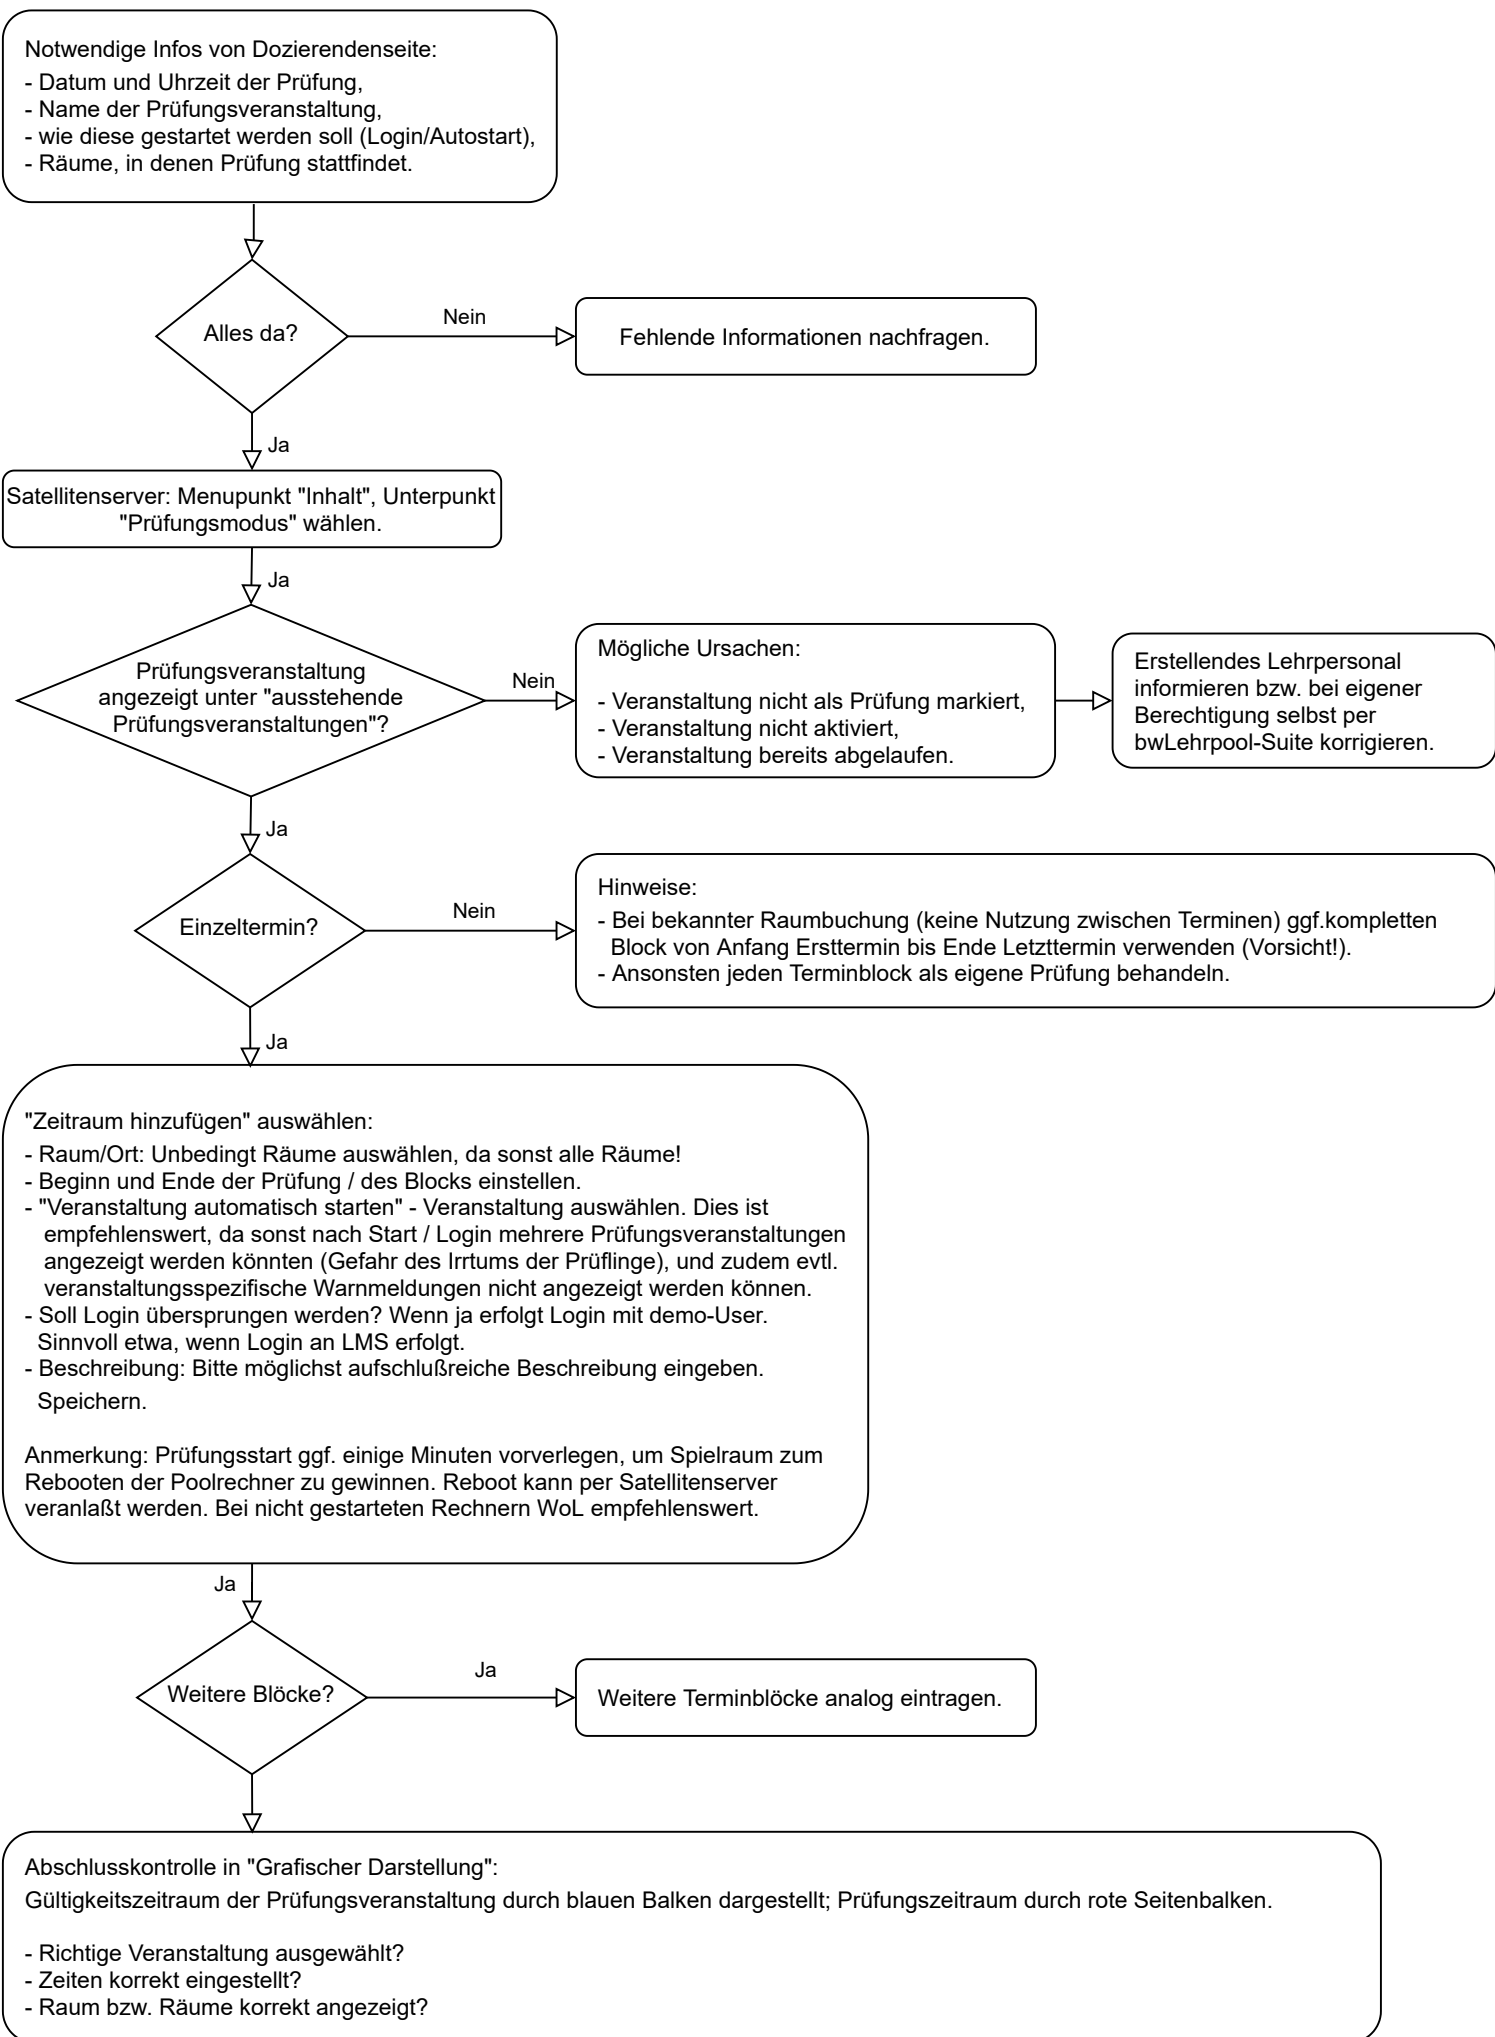 Notwendige Infos von Dozierendenseite:
- Datum und Uhrzeit der Prüfung,
- Name der Prüfungsveranstaltung,
- wie diese gestartet werden soll (Login/Autostart),
- Räume, in denen Prüfung stattfindet.
Alles da?
Nein
Fehlende Informationen nachfragen.
Ja
Satellitenserver: Menupunkt "Inhalt", Unterpunkt
"Prüfungsmodus" wählen.
Ja
Prüfungsveranstaltung
angezeigt unter "ausstehende
Prüfungsveranstaltungen"?
Nein
Mögliche Ursachen:
- Veranstaltung nicht als Prüfung markiert,
- Veranstaltung nicht aktiviert,
- Veranstaltung bereits abgelaufen.
Erstellendes Lehrpersonal
informieren bzw. bei eigener
Berechtigung selbst per
bwLehrpool-Suite korrigieren.
Ja
Einzeltermin?
Nein
Hinweise:
- Bei bekannter Raumbuchung (keine Nutzung zwischen Terminen) ggf.kompletten
Block von Anfang Ersttermin bis Ende Letzttermin verwenden (Vorsicht!).
- Ansonsten jeden Terminblock als eigene Prüfung behandeln.
Ja
"Zeitraum hinzufügen" auswählen:
- Raum/Ort: Unbedingt Räume auswählen, da sonst alle Räume!
- Beginn und Ende der Prüfung / des Blocks einstellen.
- "Veranstaltung automatisch starten" - Veranstaltung auswählen. Dies ist
empfehlenswert, da sonst nach Start / Login mehrere Prüfungsveranstaltungen
angezeigt werden könnten (Gefahr des Irrtums der Prüflinge), und zudem evtl.
veranstaltungsspezifische Warnmeldungen nicht angezeigt werden können.
- Soll Login übersprungen werden? Wenn ja erfolgt Login mit demo-User.
Sinnvoll etwa, wenn Login an LMS erfolgt.
- Beschreibung: Bitte möglichst aufschlußreiche Beschreibung eingeben.
Speichern.
Anmerkung: Prüfungsstart ggf. einige Minuten vorverlegen, um Spielraum zum
Rebooten der Poolrechner zu gewinnen. Reboot kann per Satellitenserver
veranlaßt werden. Bei nicht gestarteten Rechnern WoL empfehlenswert.
Ja
Weitere Blöcke?
Ja
Weitere Terminblöcke analog eintragen.
Abschlusskontrolle in "Grafischer Darstellung":
Gültigkeitszeitraum der Prüfungsveranstaltung durch blauen Balken dargestellt; Prüfungszeitraum durch rote Seitenbalken.
- Richtige Veranstaltung ausgewählt?
- Zeiten korrekt eingestellt?
- Raum bzw. Räume korrekt angezeigt?